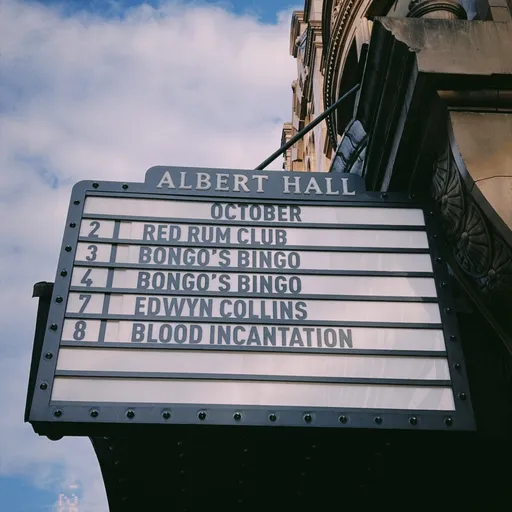 ALBERT HALL
OCTOBER
2 RED RUM CLUB
3 BONGO'S BINGO
4 BONGO'S BINGO
7 EDWYN COLLINS
8 BLOOD INCANTATION